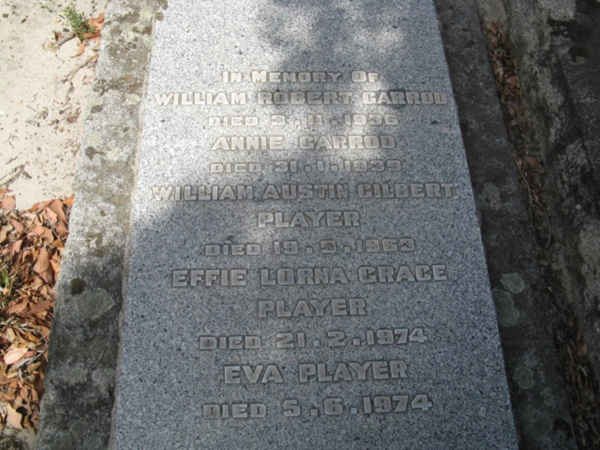 IN MEMORY OF
WILLIAM ROBERT GARROD
DIED 3.11.1936
ANNIE GARROD
DIED 31.1.1939
WILLIAM AUSTIN GILBERT
PLAYER
DIED 19.9.1963
EFFIE LORNA GRACE
PLAYER
DIED 21.2.1974
EVA PLAYER
DIED 5.6.1974